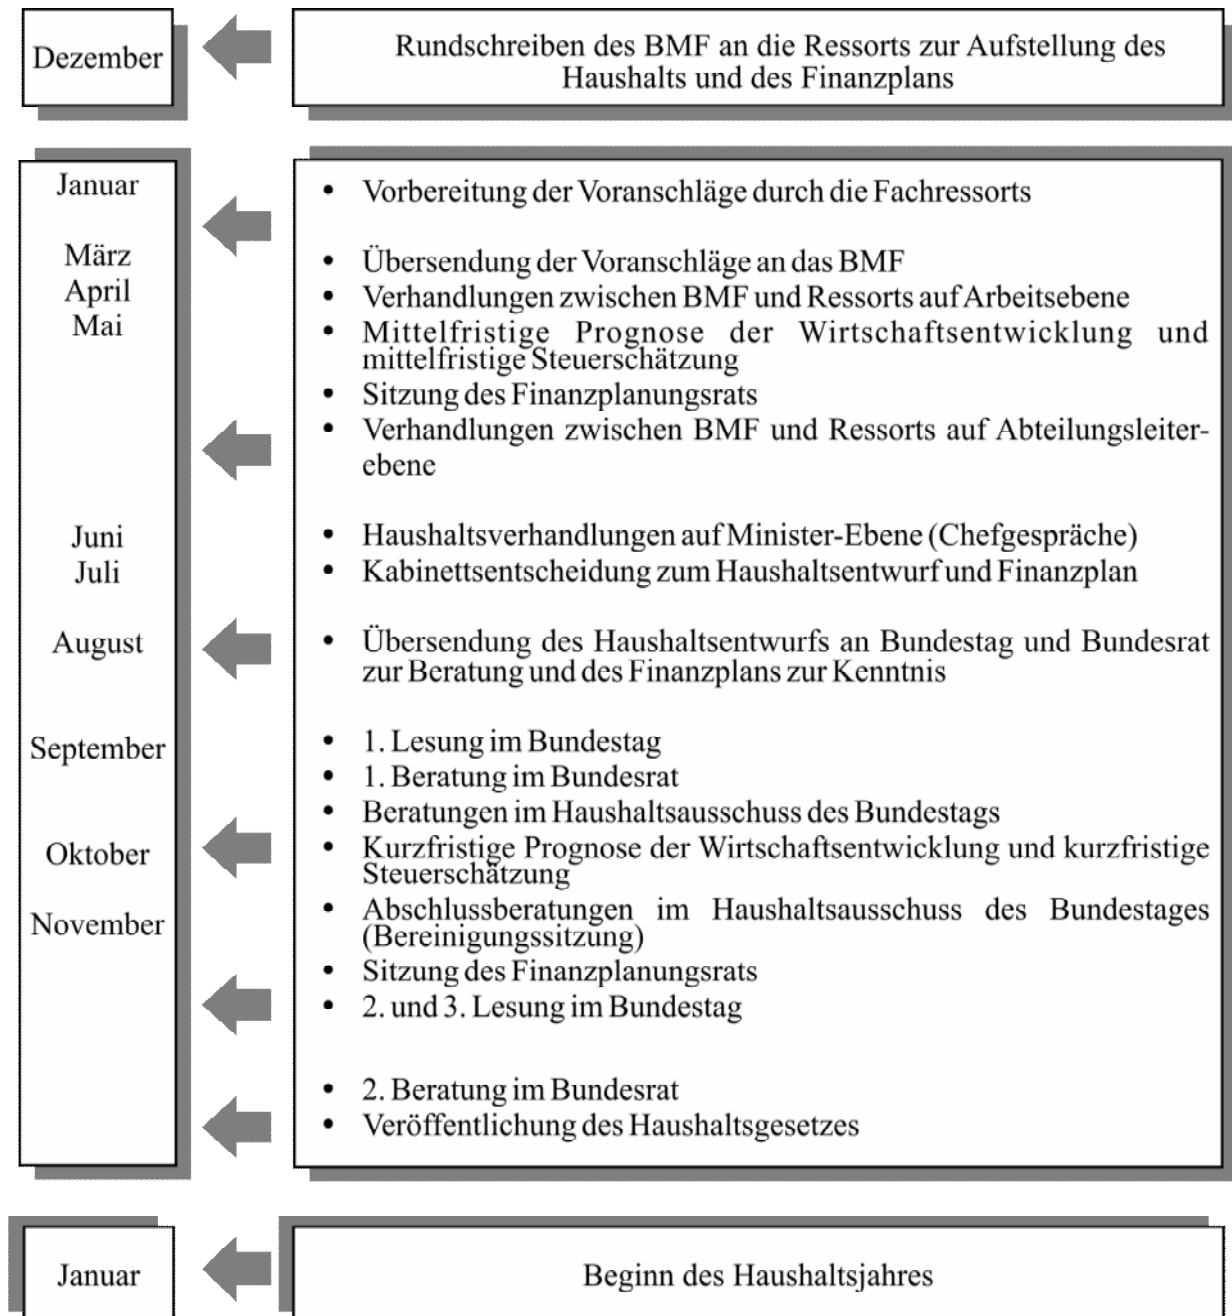 Dezember
Rundschreiben des BMF an die Ressorts zur Aufstellung des
Haushalts und des Finanzplans
Januar
• Vorbereitung der Voranschläge durch die Fachressorts
März
• Übersendung der Voranschläge an das BMF
April
• Verhandlungen zwischen BMF und Ressorts auf Arbeitsebene
Mai
• Mittelfristige Prognose der Wirtschaftsentwicklung und
mittelfristige Steuerschätzung
• Sitzung des Finanzplanungsrats
• Verhandlungen zwischen BMF und Ressorts auf Abteilungsleiter-
ebene
Juni
• Haushaltsverhandlungen auf Minister-Ebene (Chefgespräche)
Juli
• Kabinettsentscheidung zum Haushaltsentwurf und Finanzplan
August
• Übersendung des Haushaltsentwurfs an Bundestag und Bundesrat
zur Beratung und des Finanzplans zur Kenntnis
September
• 1. Lesung im Bundestag
• 1. Beratung im Bundesrat
• Beratungen im Haushaltsausschuss des Bundestags
Oktober
• Kurzfristige Prognose der Wirtschaftsentwicklung und kurzfristige
Steuerschätzung
November
• Abschlussberatungen im Haushaltsausschuss des Bundestages
(Bereinigungssitzung)
• Sitzung des Finanzplanungsrats
• 2. und 3. Lesung im Bundestag
• 2. Beratung im Bundesrat
• Veröffentlichung des Haushaltsgesetzes
Januar
Beginn des Haushaltsjahres